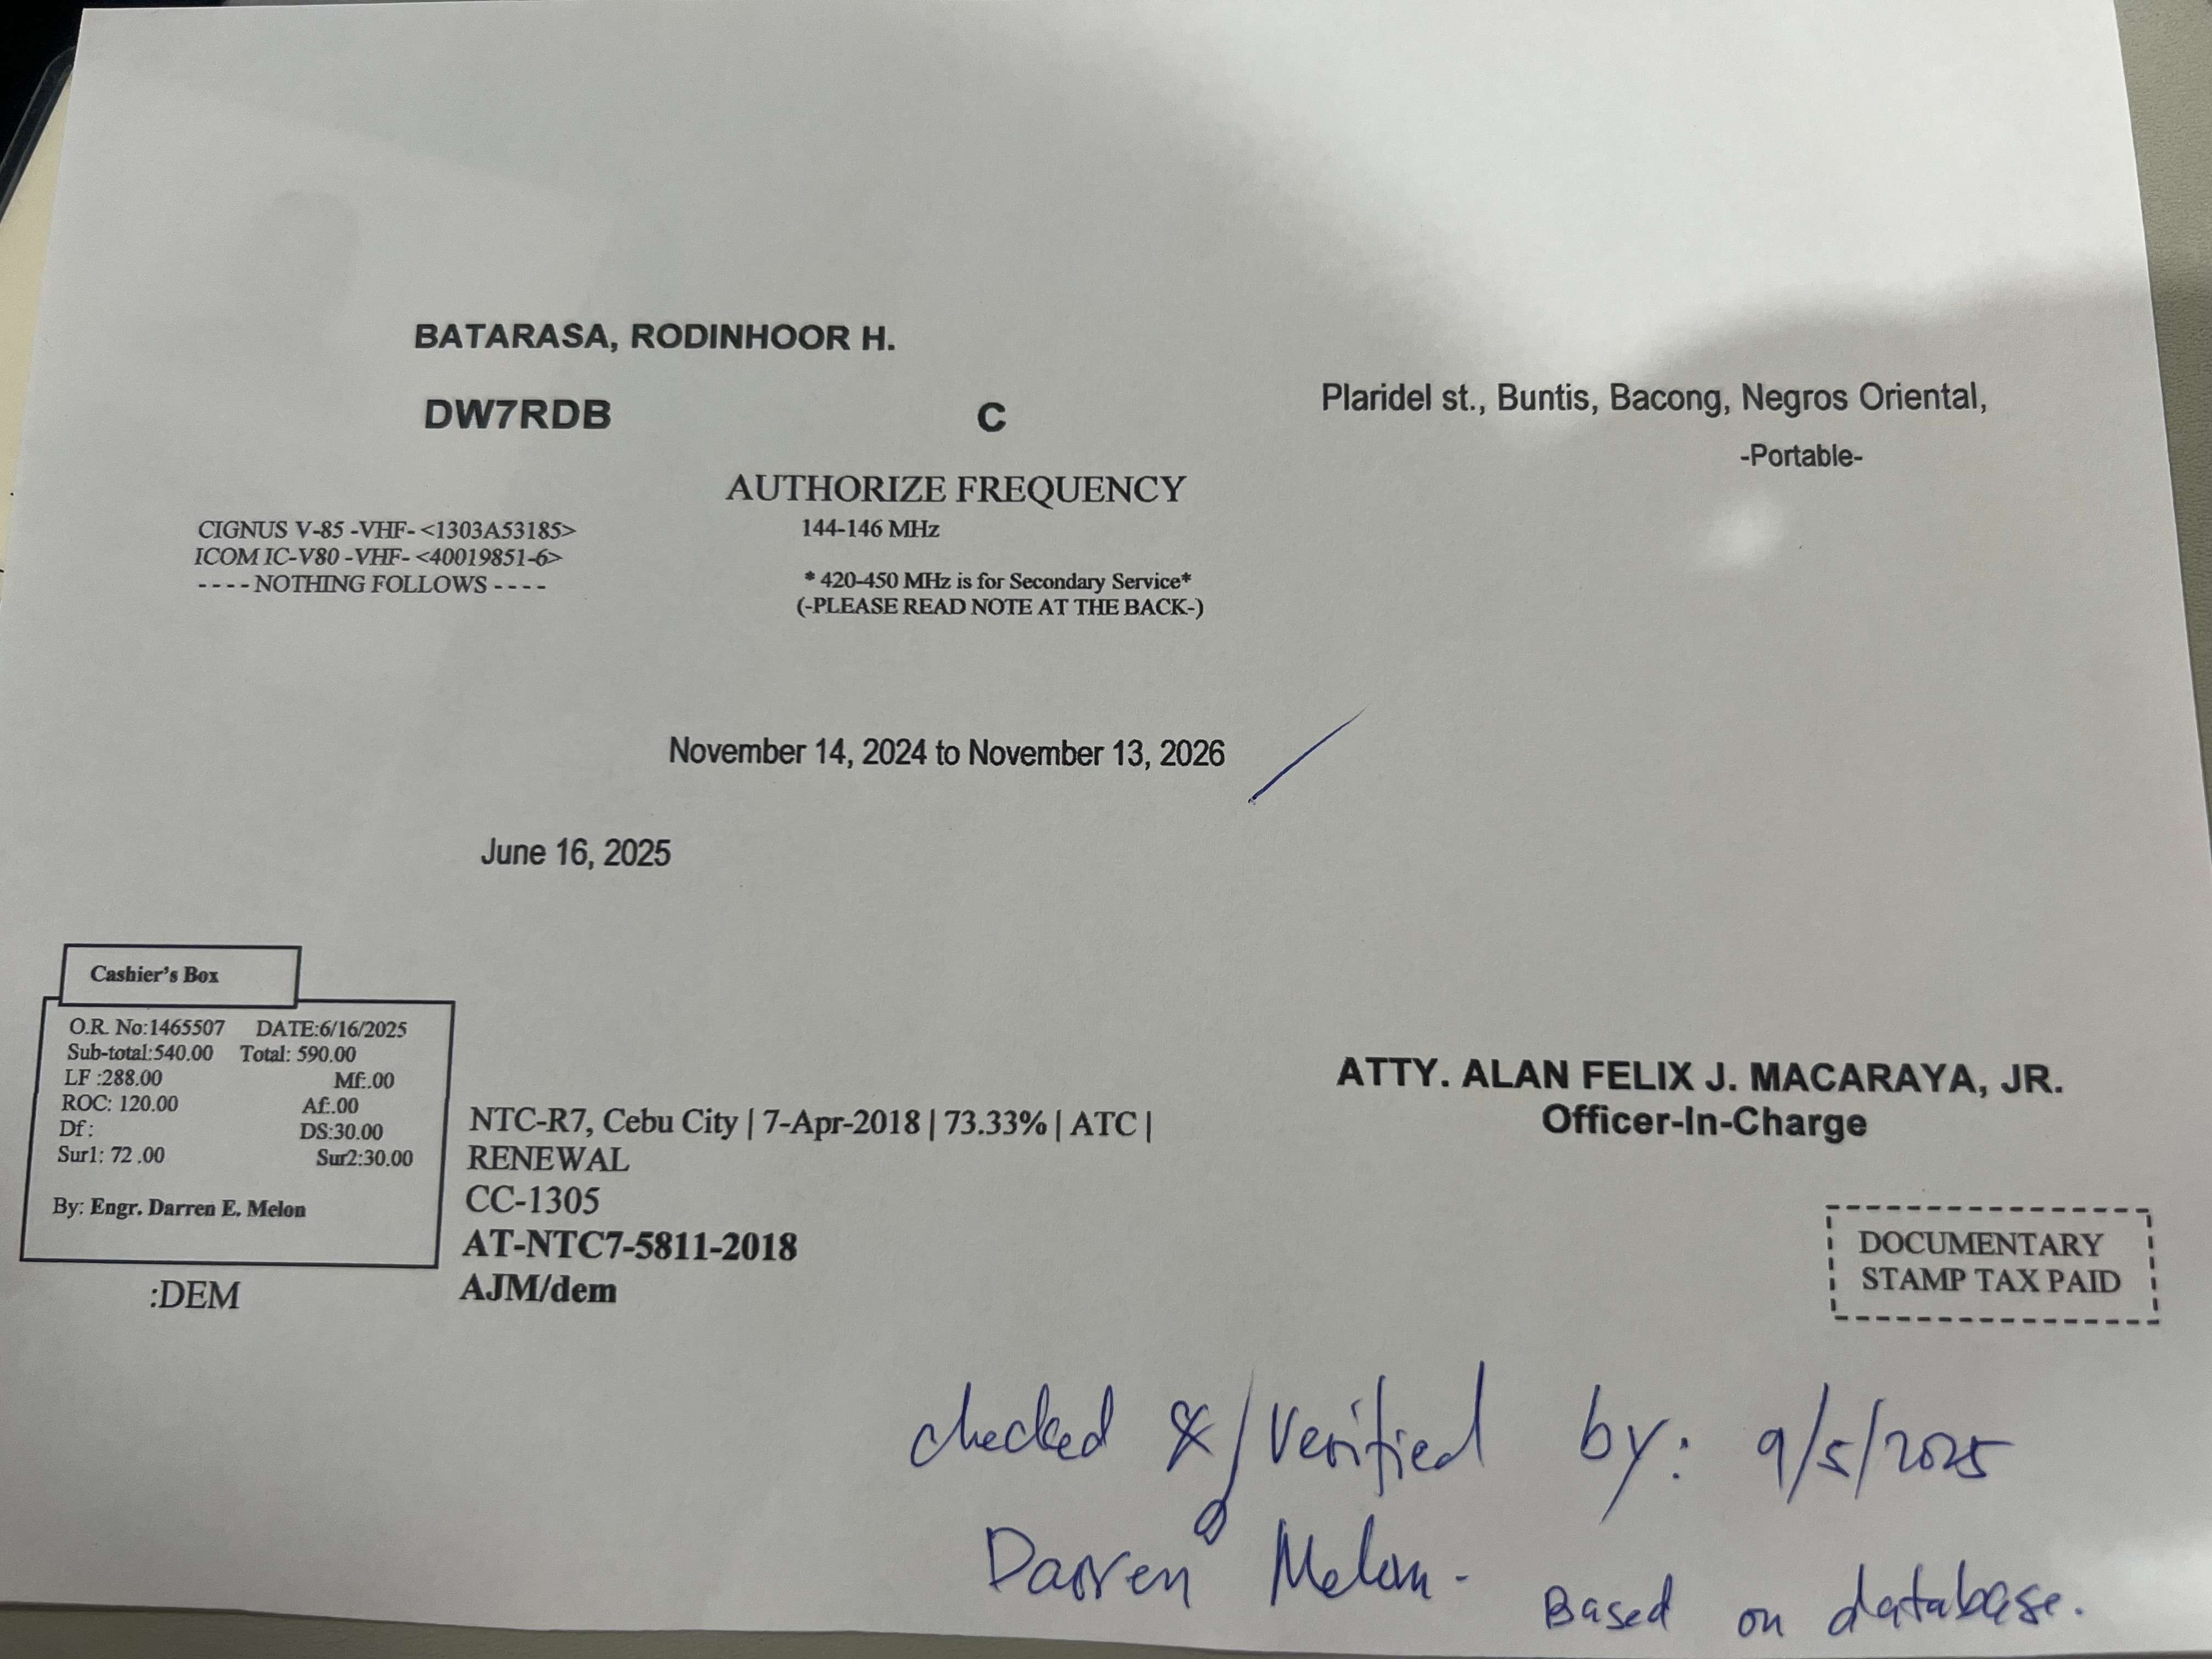 BATARASA, RODINHOOR H.
DW7RDB
C
Plaridel st., Buntis, Bacong, Negros Oriental,
-Portable-
AUTHORIZE FREQUENCY
CIGNUS V-85 -VHF- <1303A53185>
144-146 MHz
ICOM IC-V80 -VHF- <40019851-6>
- - - - NOTHING FOLLOWS - - - -
* 420-450 MHz is for Secondary Service*
(-PLEASE READ NOTE AT THE BACK-)
November 14, 2024 to November 13, 2026
June 16, 2025
Cashier's Box
O.R. No:1465507 DATE:6/16/2025
Sub-total:540.00 Total: 590.00
LF :288.00 Mf:.00
ROC: 120.00 Af:.00
Df: DS:30.00
Sur1: 72 .00 Sur2:30.00
By: Engr. Darren E. Melon
:DEM
NTC-R7, Cebu City | 7-Apr-2018 | 73.33% | ATC |
RENEWAL
CC-1305
AT-NTC7-5811-2018
AJM/dem
ATTY. ALAN FELIX J. MACARAYA, JR.
Officer-In-Charge
DOCUMENTARY
STAMP TAX PAID
checked & / verified by: 9/5/2025
Darren Melon -
Based on database.